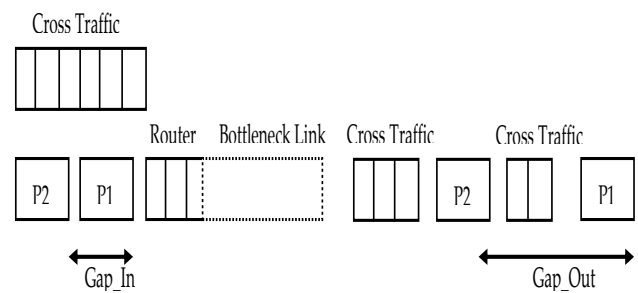 Cross Traffic
Router Bottleneck Link Cross Traffic Cross Traffic
P2 P1 P2 P1
Gap_In Gap_Out